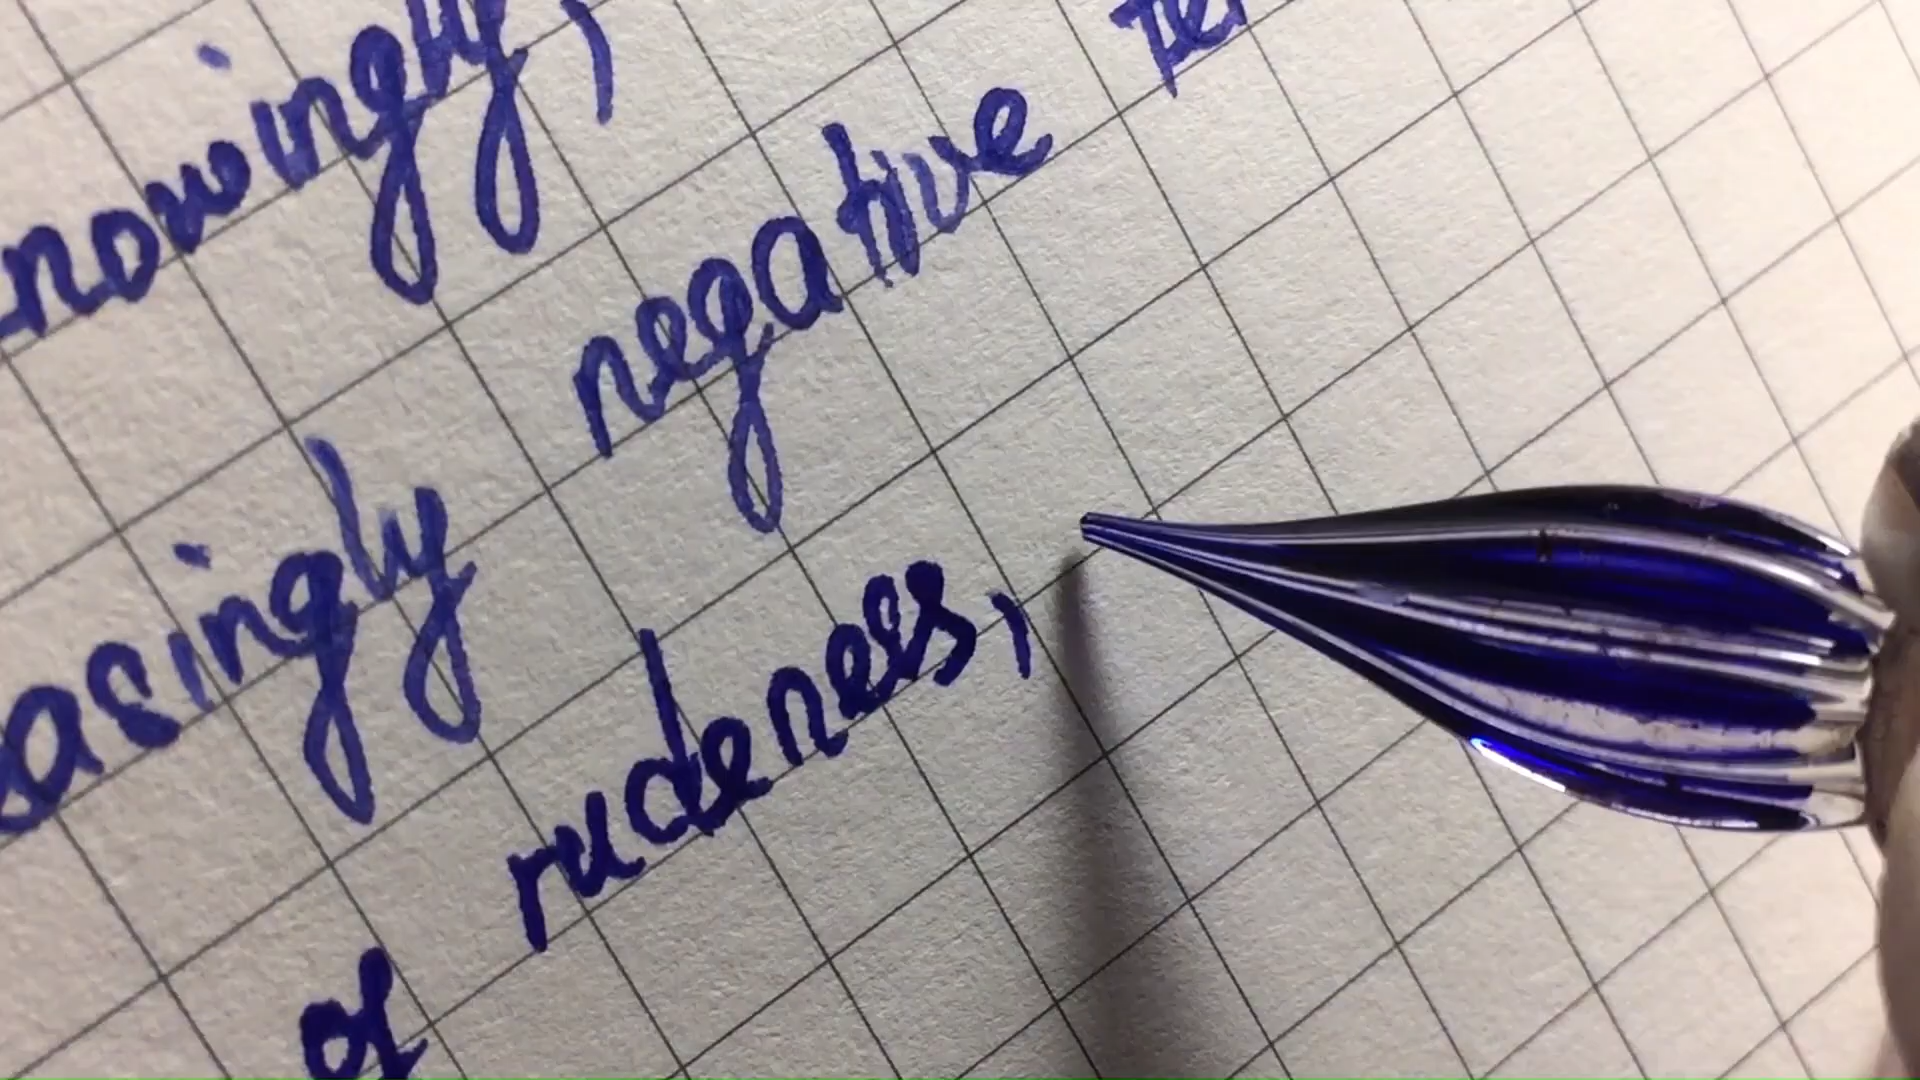 nowingly,
asingly negative
of rudeness,